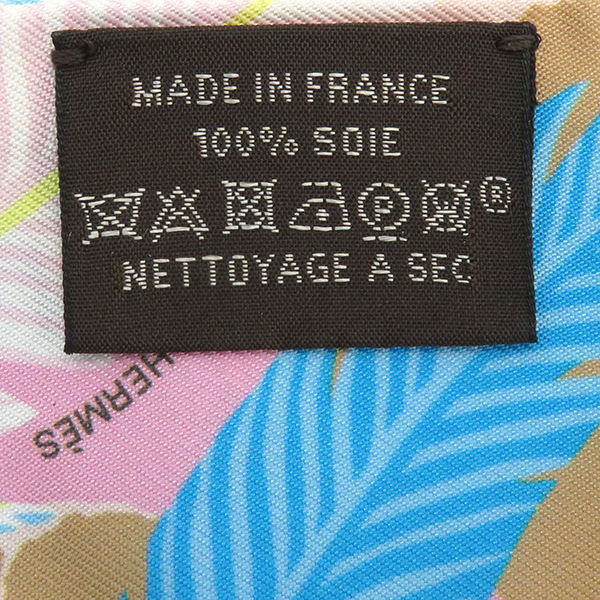 MADE IN FRANCE
100% SOIE
®
NETTOYAGE A SEC
HERMÈS